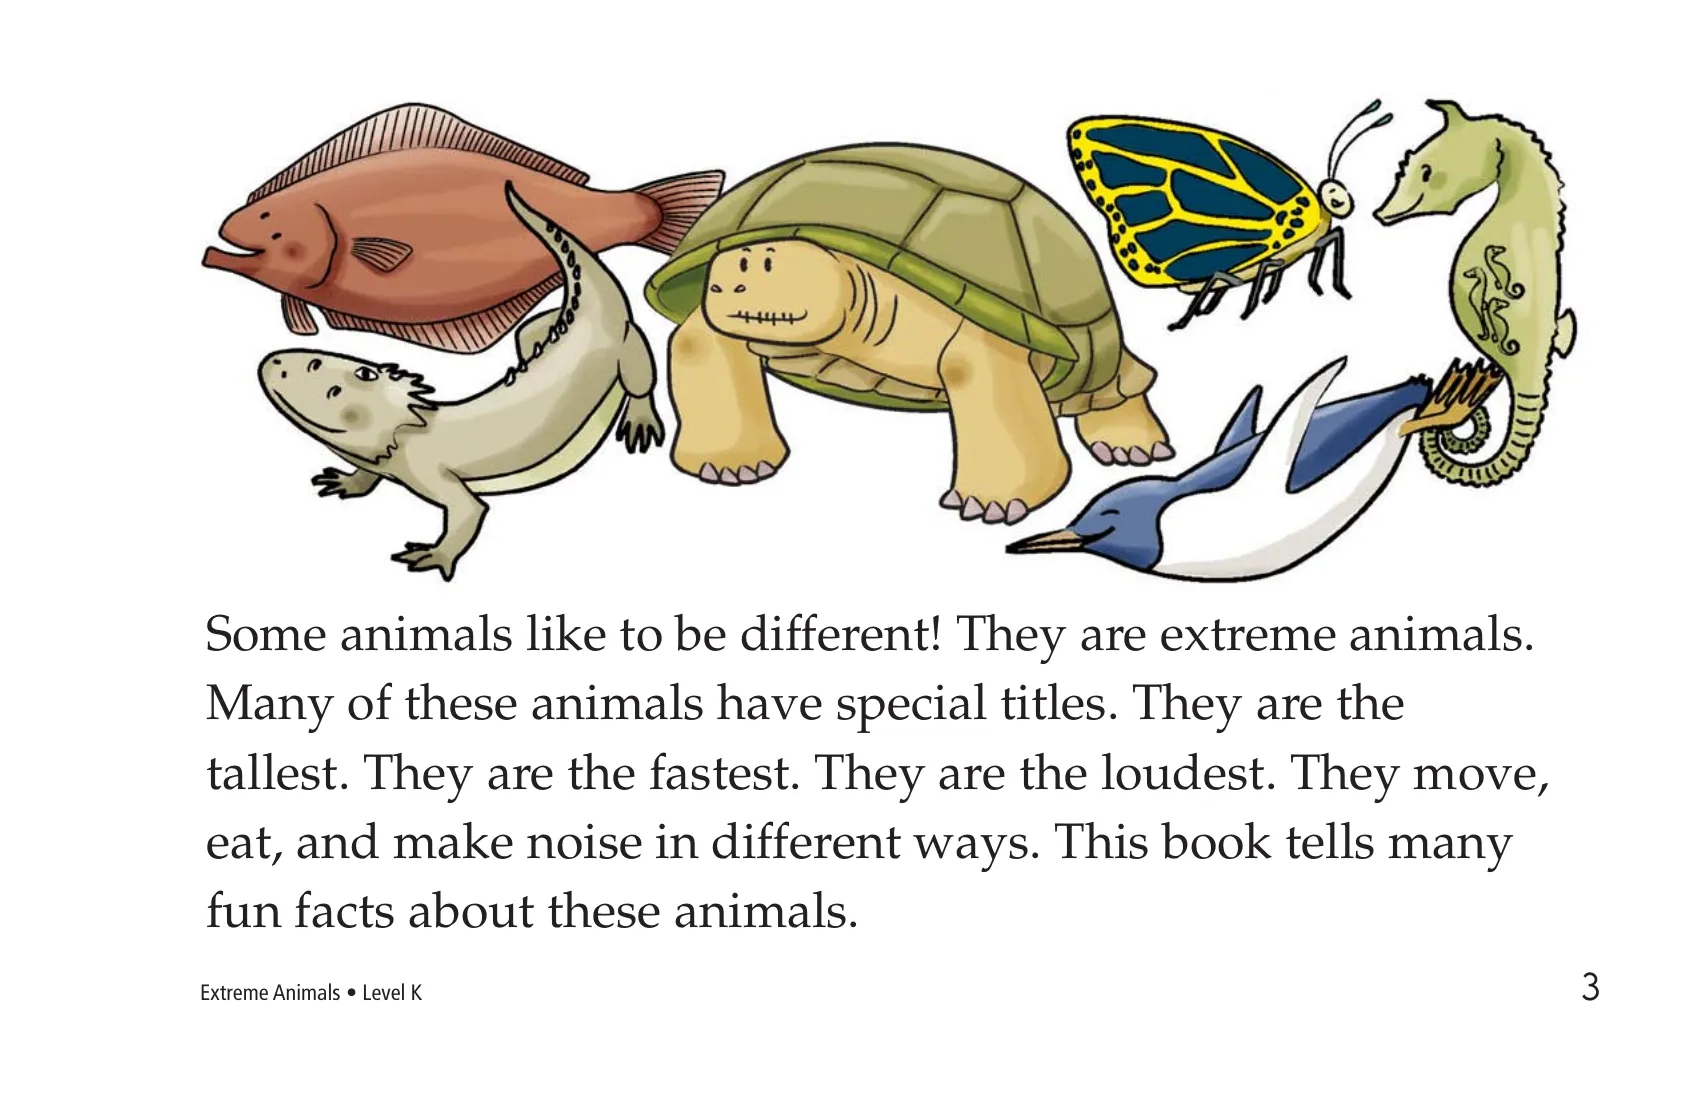 Some animals like to be different! They are extreme animals.
Many of these animals have special titles. They are the
tallest. They are the fastest. They are the loudest. They move,
eat, and make noise in different ways. This book tells many
fun facts about these animals.
Extreme Animals • Level K
3